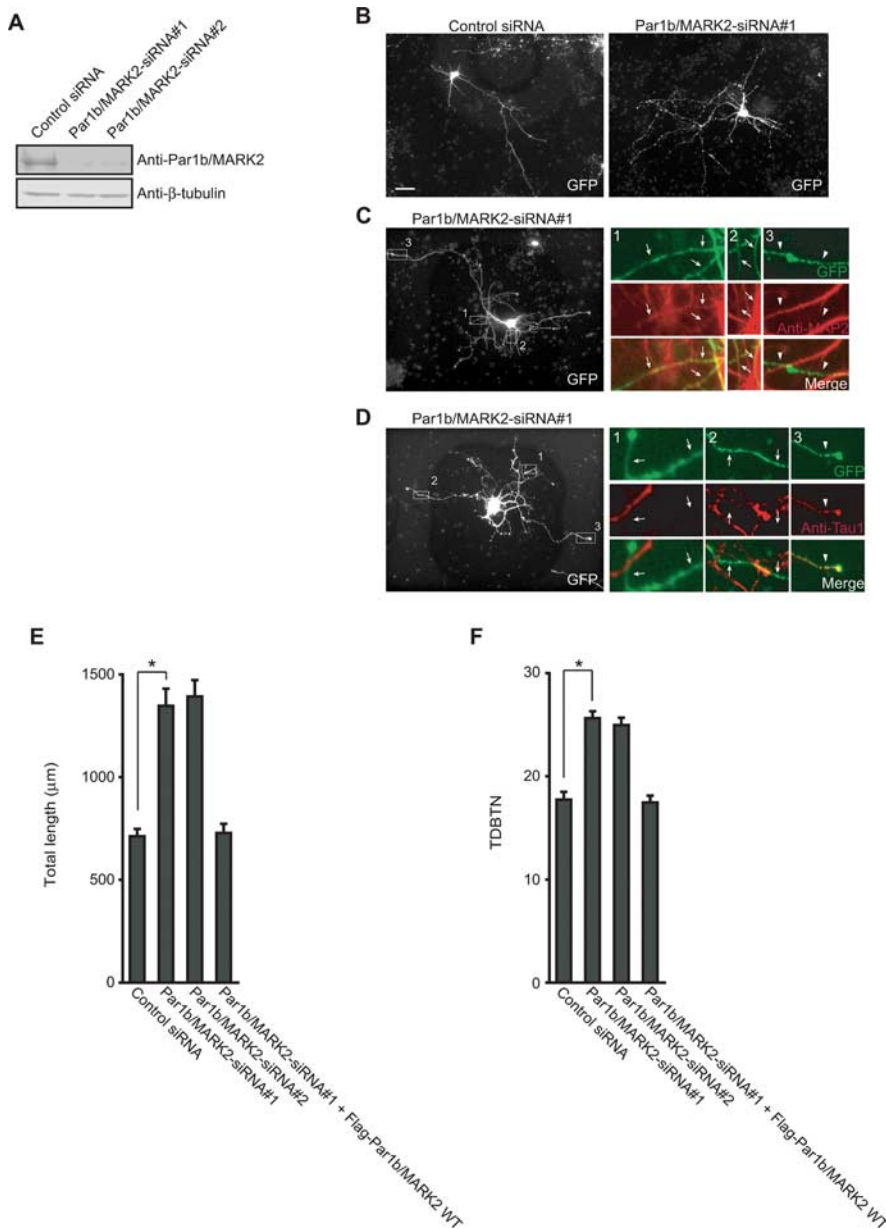 A
Control siRNA
Par1b/MARK2-siRNA#1
Par1b/MARK2-siRNA#2
Anti-Par1b/MARK2
Anti-β-tubulin
B
Control siRNA
Par1b/MARK2-siRNA#1
GFP
GFP
C
Par1b/MARK2-siRNA#1
3
1
2
GFP
1
2
3
GFP
Anti-MAP2
Merge
D
Par1b/MARK2-siRNA#1
1
2
3
GFP
1
2
3
GFP
Anti-Tau1
Merge
E
*
1500
1000
500
0
Total length (μm)
Control siRNA
Par1b/MARK2-siRNA#1
Par1b/MARK2-siRNA#2
Par1b/MARK2-siRNA#1 + Flag-Par1b/MARK2 WT
F
*
30
20
10
0
TDBTN
Control siRNA
Par1b/MARK2-siRNA#1
Par1b/MARK2-siRNA#2
Par1b/MARK2-siRNA#1 + Flag-Par1b/MARK2 WT